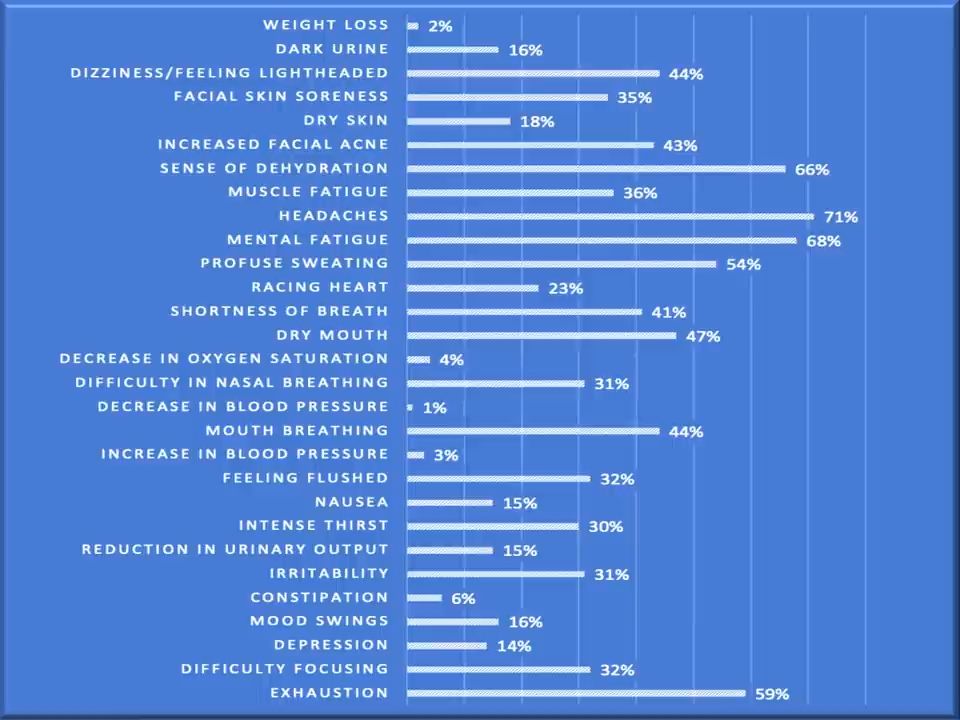 WEIGHT LOSS 2%
DARK URINE 16%
DIZZINESS/FEELING LIGHTHEADED 44%
FACIAL SKIN SORENESS 35%
DRY SKIN 18%
INCREASED FACIAL ACNE 43%
SENSE OF DEHYDRATION 66%
MUSCLE FATIGUE 36%
HEADACHES 71%
MENTAL FATIGUE 68%
PROFUSE SWEATING 54%
RACING HEART 23%
SHORTNESS OF BREATH 41%
DRY MOUTH 47%
DECREASE IN OXYGEN SATURATION 4%
DIFFICULTY IN NASAL BREATHING 31%
DECREASE IN BLOOD PRESSURE 1%
MOUTH BREATHING 44%
INCREASE IN BLOOD PRESSURE 3%
FEELING FLUSHED 32%
NAUSEA 15%
INTENSE THIRST 30%
REDUCTION IN URINARY OUTPUT 15%
IRRITABILITY 31%
CONSTIPATION 6%
MOOD SWINGS 16%
DEPRESSION 14%
DIFFICULTY FOCUSING 32%
EXHAUSTION 59%